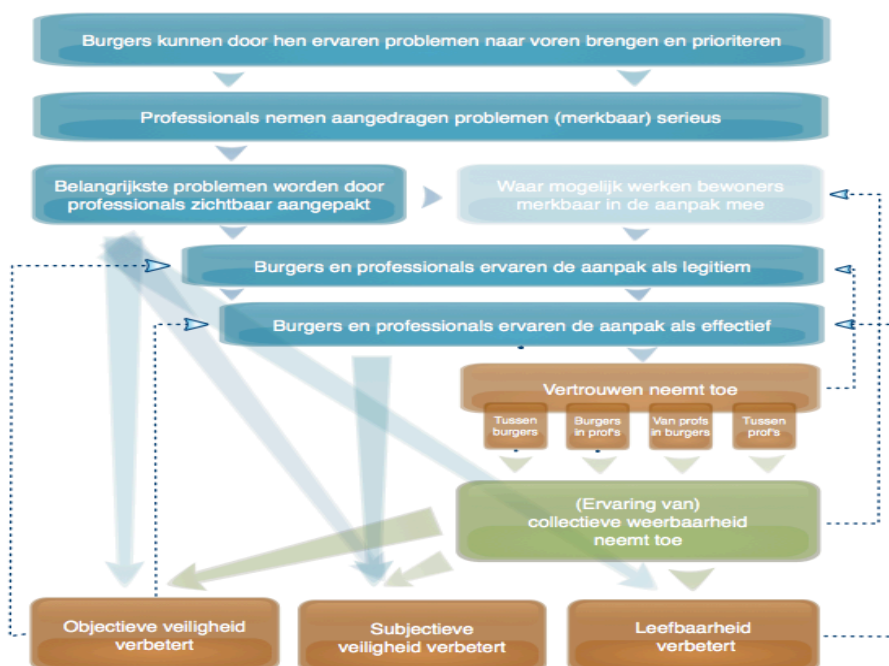 Burgers kunnen door hen ervaren problemen naar voren brengen en prioriteren
Professionals nemen aangedragen problemen (merkbaar) serieus
Belangrijkste problemen worden door
professionals zichtbaar aangepakt
Waar mogelijk werken bewoners
merkbaar in de aanpak mee
Burgers en professionals ervaren de aanpak als legitiem
Burgers en professionals ervaren de aanpak als effectief
Vertrouwen neemt toe
Tussen
burgers
Burgers
in prof's
Van profs
in burgers
Tussen
prof's
(Ervaring van)
collectieve weerbaarheid
neemt toe
Objectieve veiligheid
verbetert
Subjectieve
veiligheid verbetert
Leefbaarheid
verbetert